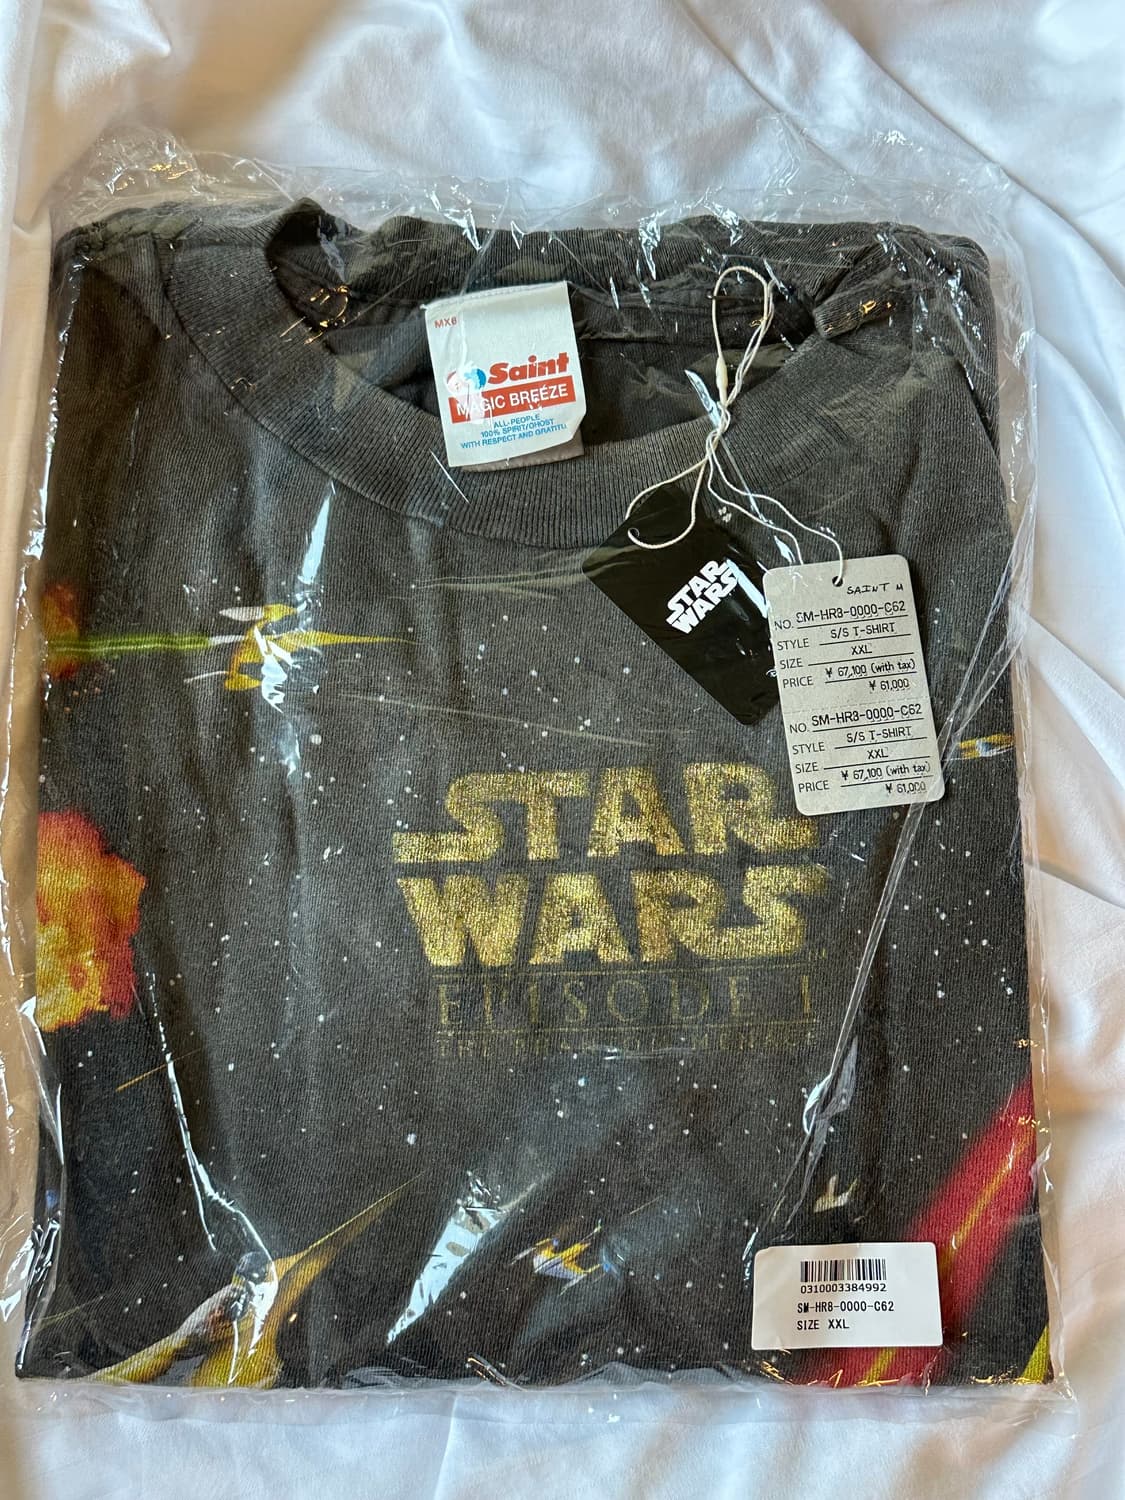 MX6
Saint
MAGIC BREEZE
ALL-PEOPLE
100% SPIRIT/GHOST
WITH RESPECT AND GRATITU
STAR
WARS
SAINT M
NO. SM-HR8-0000-C62
STYLE S/S T-SHIRT
SIZE XXL
PRICE ¥ 67,100 (with tax)
¥ 61,000
NO. SM-HR8-0000-C62
STYLE S/S T-SHIRT
SIZE XXL
PRICE ¥ 67,100 (with tax)
¥ 61,000
STAR
WARS
EPISODE I
THE PHANTOM MENACE
0310003384992
SM-HR8-0000-C62
SIZE XXL